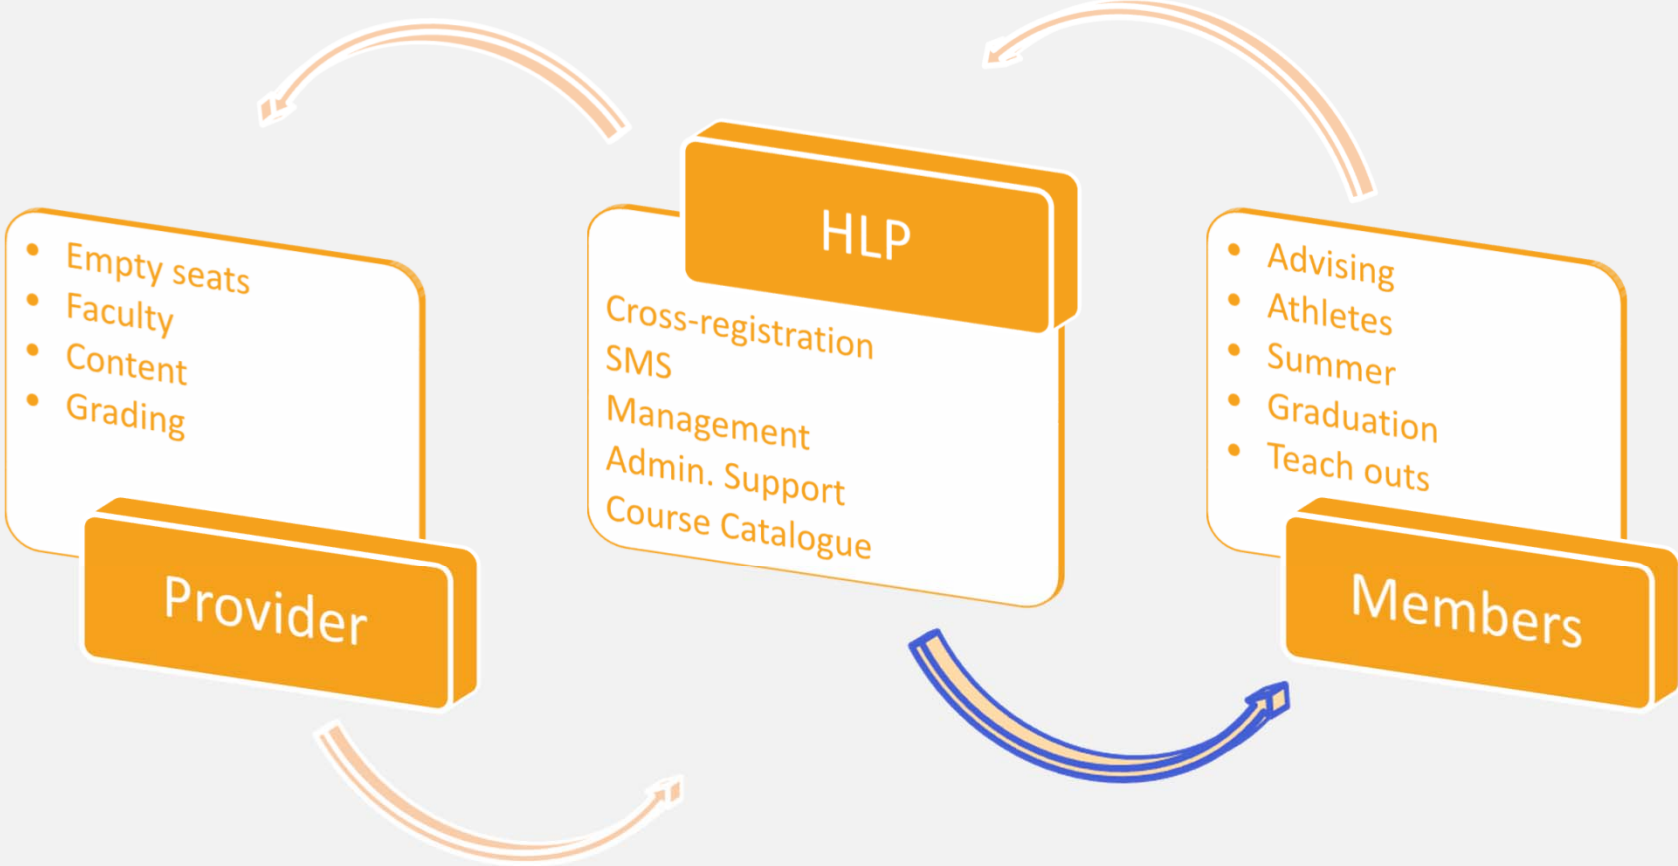 • Empty seats
• Faculty
• Content
• Grading
Provider
HLP
Cross-registration
SMS
Management
Admin. Support
Course Catalogue
• Advising
• Athletes
• Summer
• Graduation
• Teach outs
Members